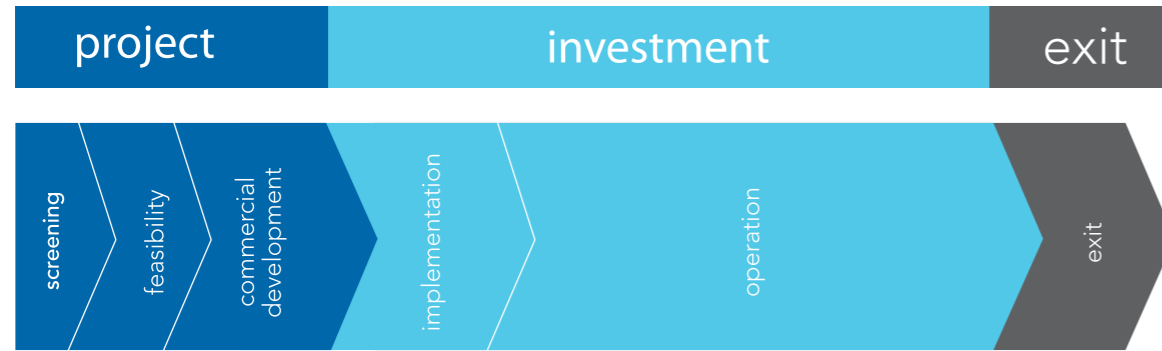 project
investment
exit
screening
feasibility
commercial
development
implementation
operation
exit